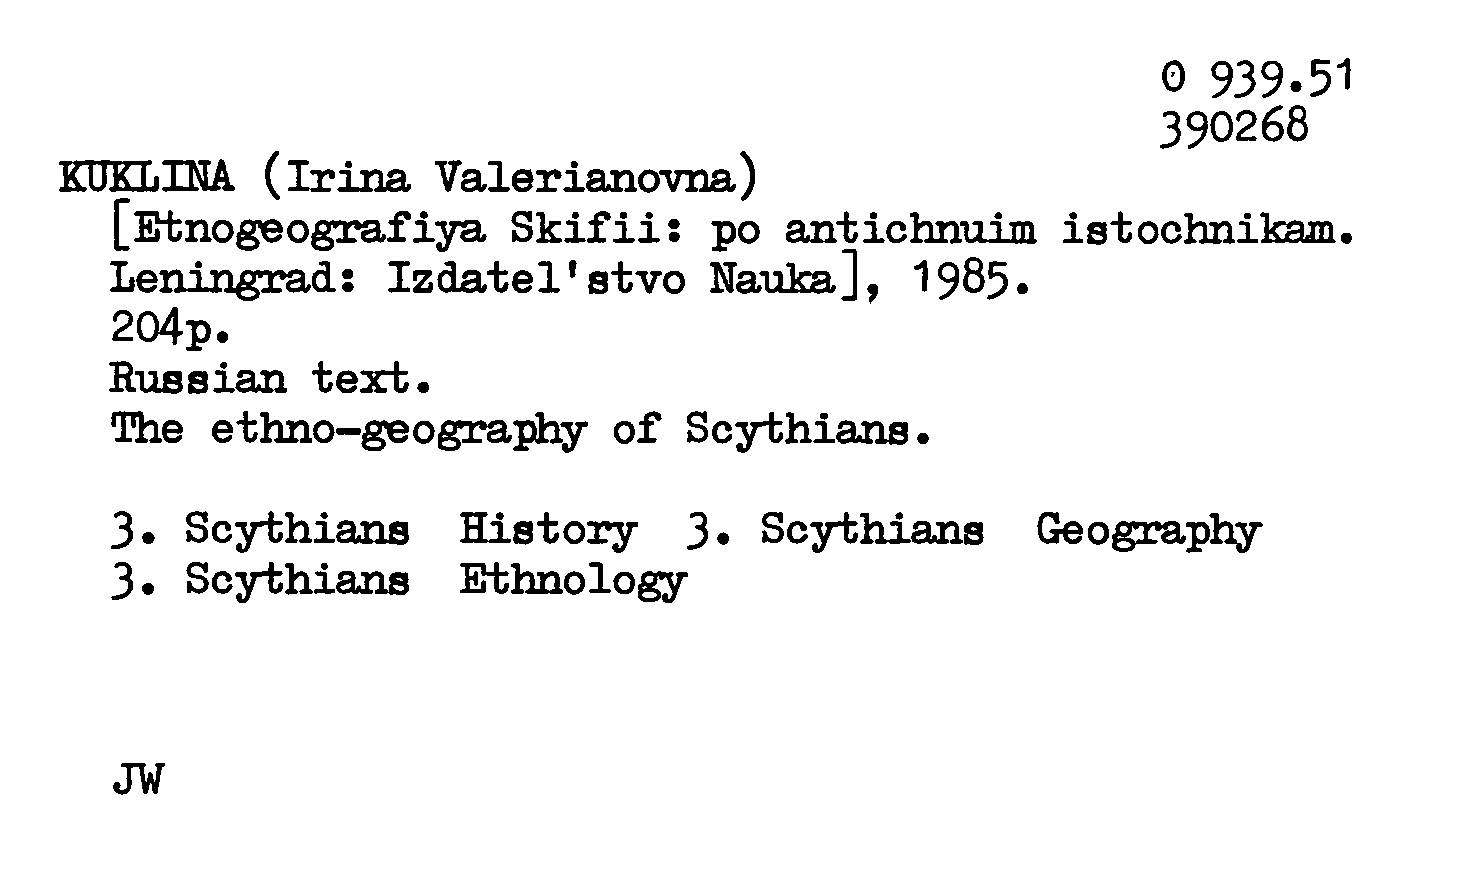 0 939.51
390268
KUKLINA (Irina Valerianovna)
[Etnogeografiya Skifii: po antichnuim istochnikam.
Leningrad: Izdatel'stvo Nauka], 1985.
204p.
Russian text.
The ethno-geography of Scythians.
3. Scythians History 3. Scythians Geography
3. Scythians Ethnology
JW